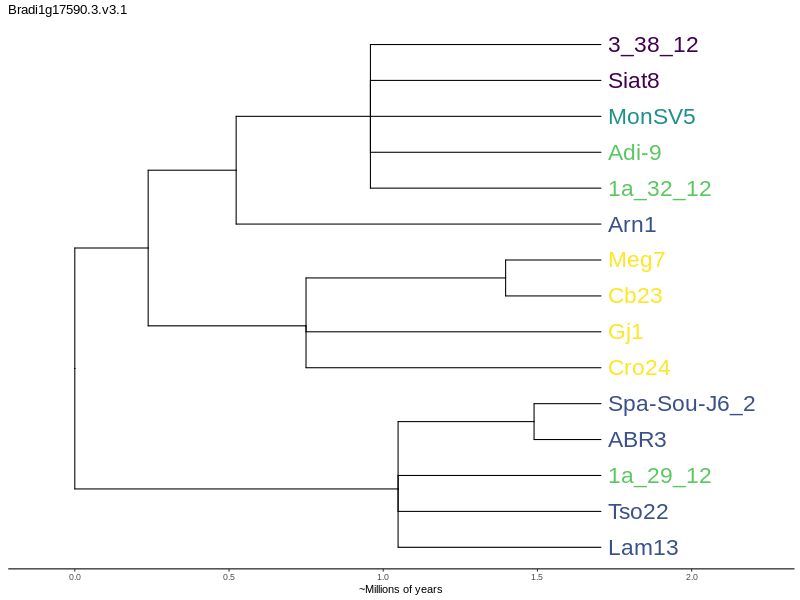 Bradi1g17590.3.v3.1
3_38_12
Siat8
MonSV5
Adi-9
1a_32_12
Arn1
Meg7
Cb23
Gj1
Cro24
Spa-Sou-J6_2
ABR3
1a_29_12
Tso22
Lam13
0.0 0.5 1.0 1.5 2.0
~Millions of years